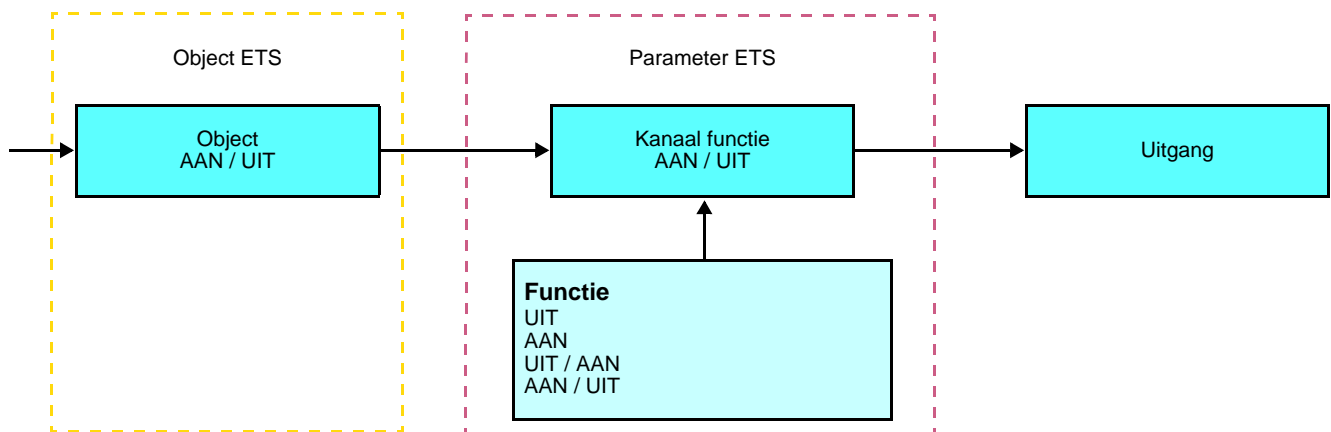 Object ETS
Parameter ETS
Object
AAN / UIT
Kanaal functie
AAN / UIT
Uitgang
Functie
UIT
AAN
UIT / AAN
AAN / UIT